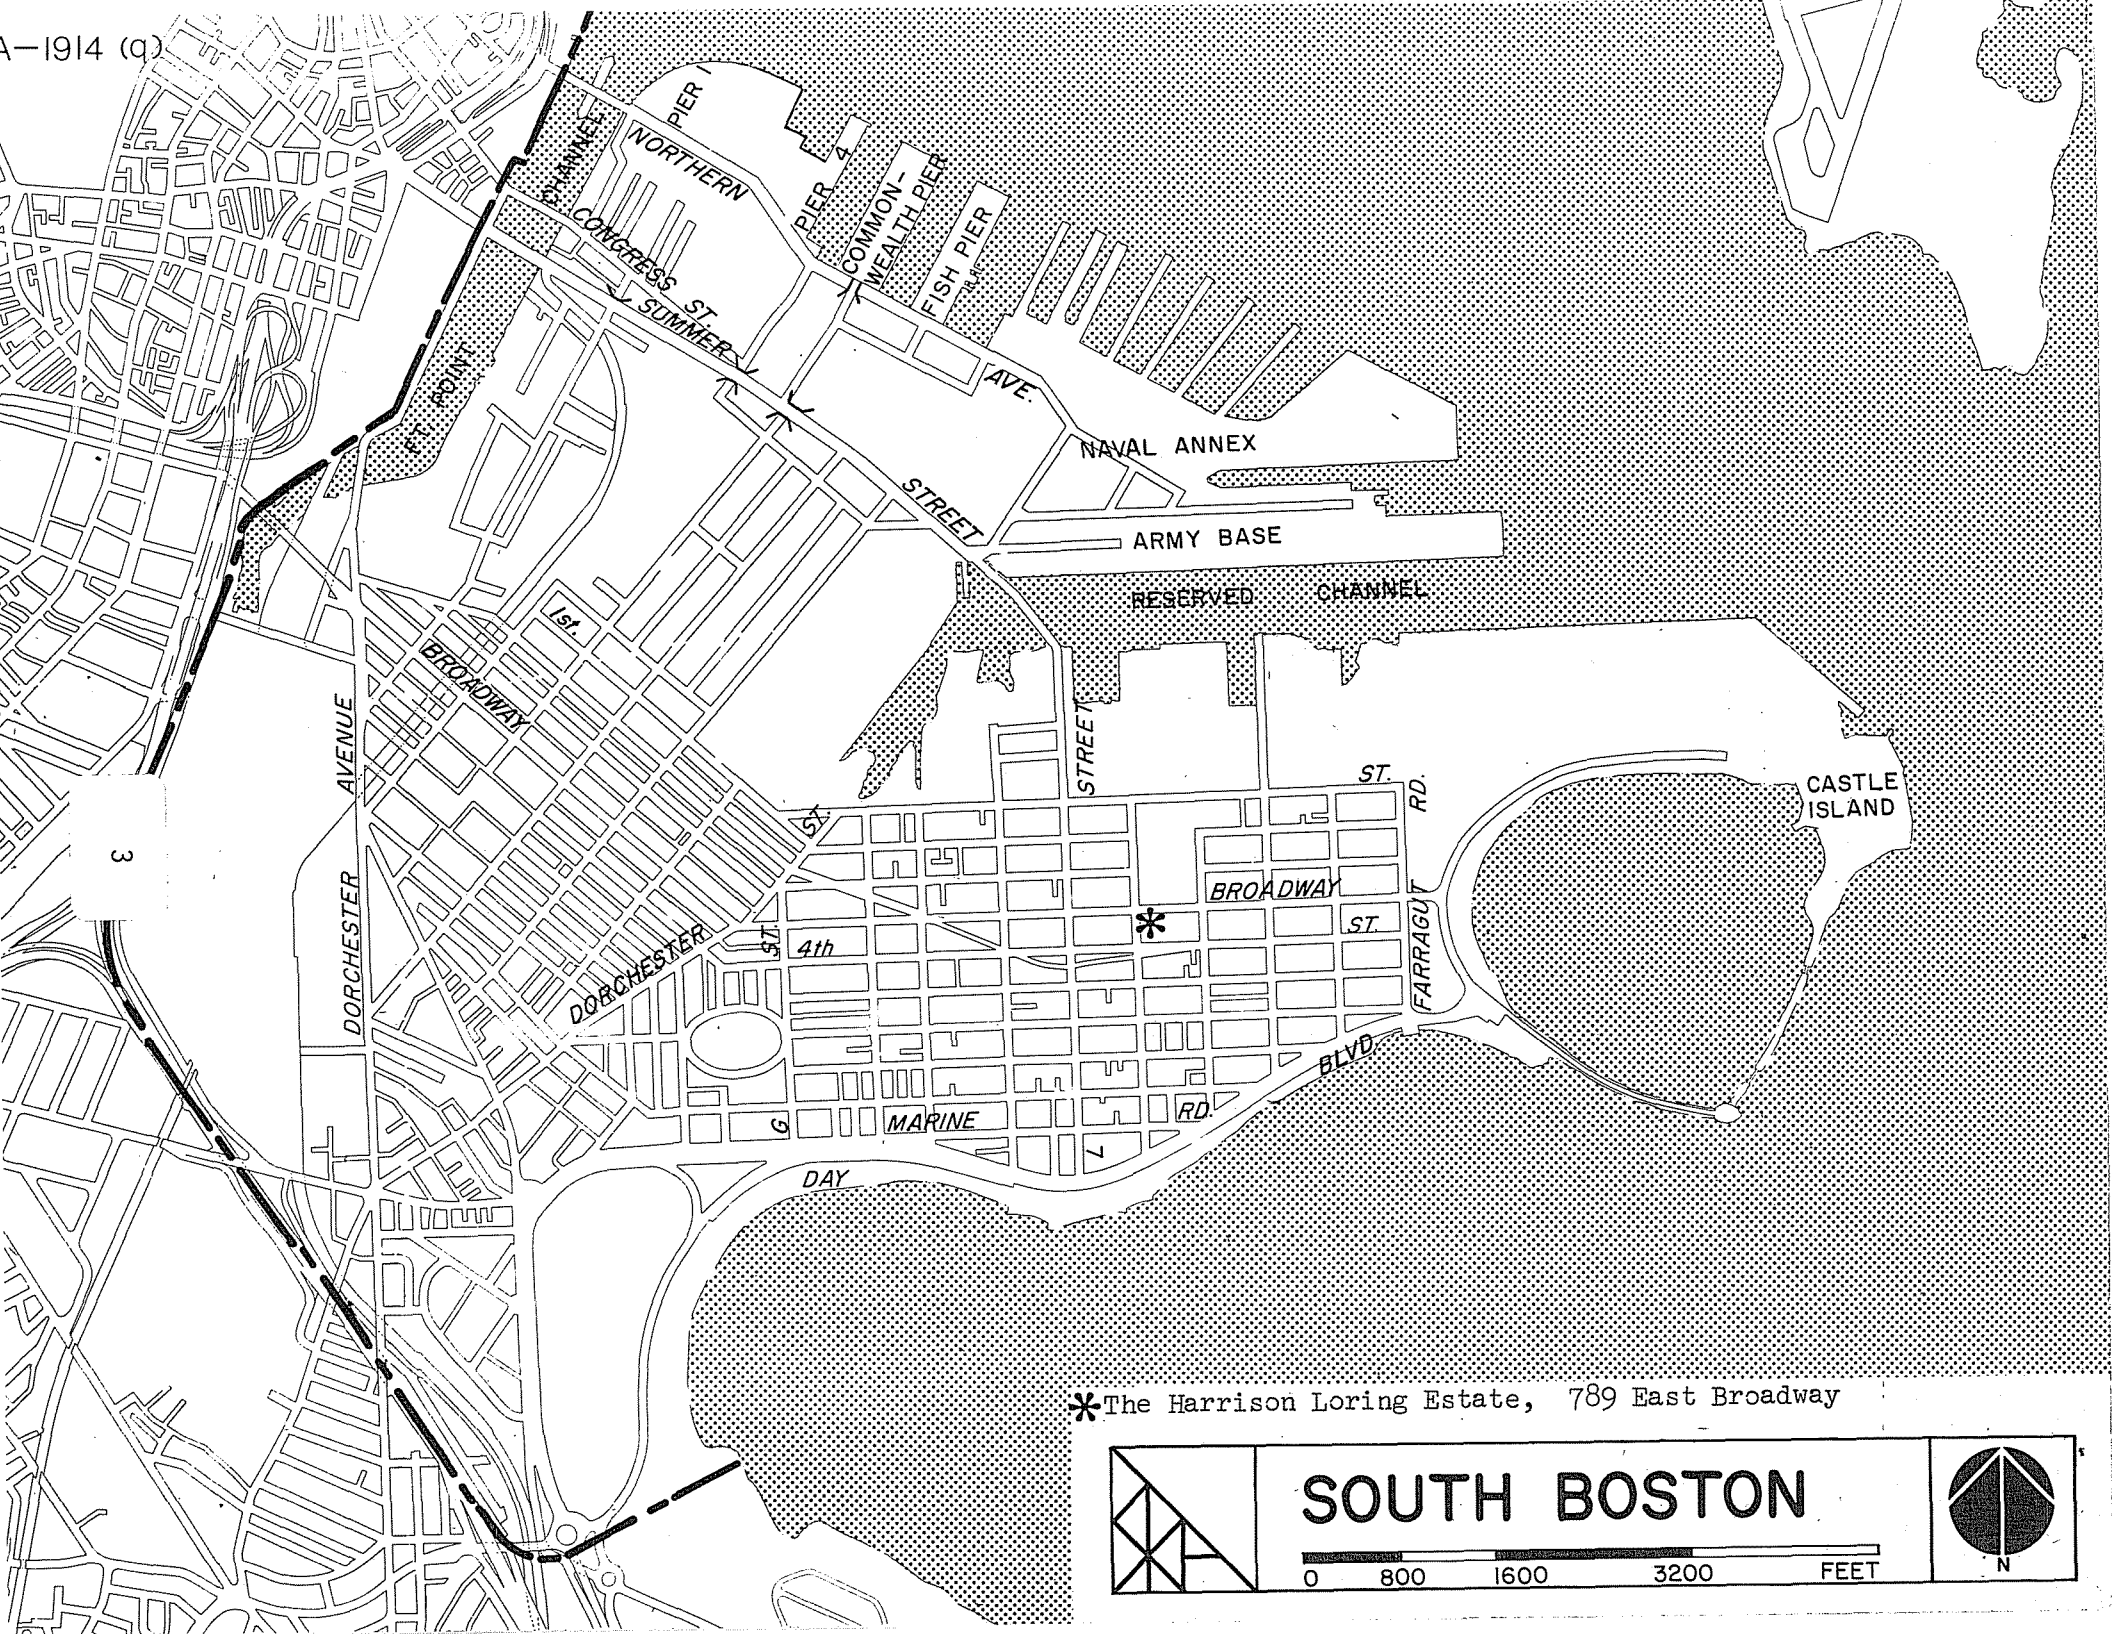 A-1914 (q)
PIER 1
CHANNEL
NORTHERN
PIER 4
COMMON-
WEALTH PIER
FISH PIER
CONGRESS ST
SUMMER
AVE.
FT. POINT
NAVAL ANNEX
STREET
ARMY BASE
RESERVED CHANNEL
1st.
BROADWAY
AVENUE
STREET
ST.
RD.
CASTLE
ISLAND
ST.
3
DORCHESTER
BROADWAY
ST.
FARRAGUT
DORCHESTER
ST.
4th
BLVD.
G
MARINE
RD.
L
DAY
*The Harrison Loring Estate, 789 East Broadway
SOUTH BOSTON
0 800 1600 3200 FEET
N